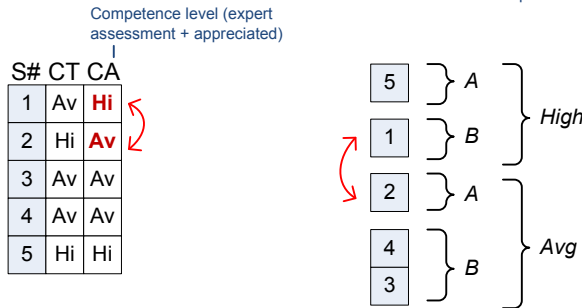 Competence level (expert
assessment + appreciated)
S# CT CA
1 Av Hi
2 Hi Av
3 Av Av
4 Av Av
5 Hi Hi
5 A
1 B
High
2 A
4
B
3
Avg